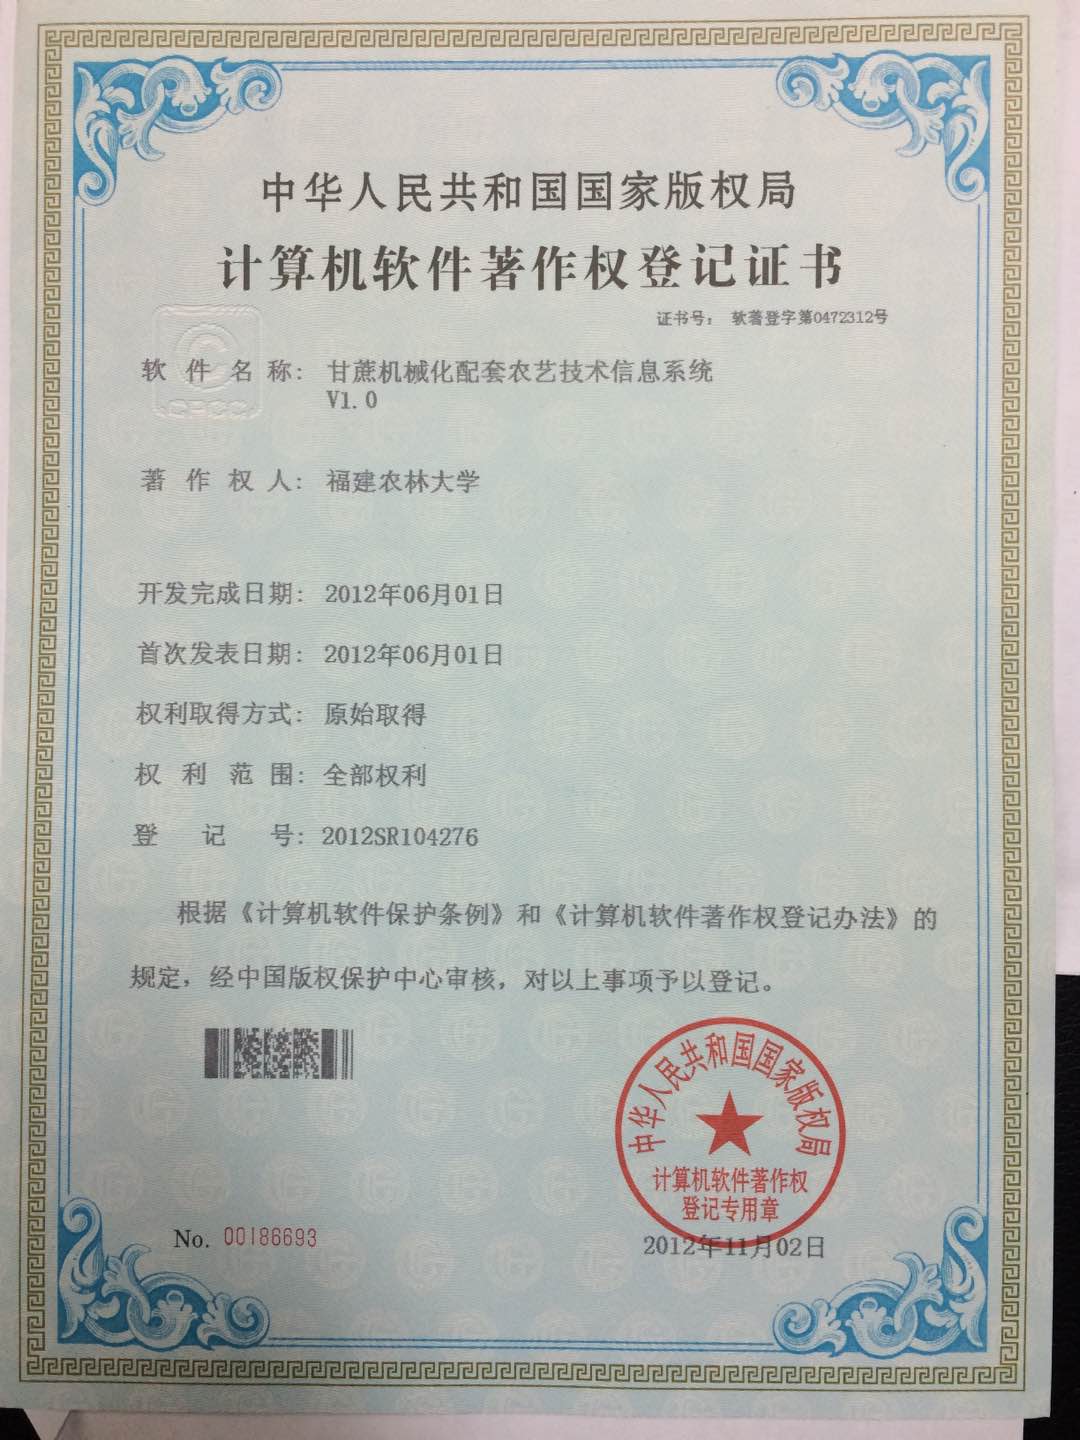 中华人民共和国国家版权局
计算机软件著作权登记证书
证书号： 软著登字第0472312号
软件名称： 甘蔗机械化配套农艺技术信息系统
V1.0
著作权人： 福建农林大学
开发完成日期： 2012年06月01日
首次发表日期： 2012年06月01日
权利取得方式： 原始取得
权利范围： 全部权利
登记号： 2012SR104276
根据《计算机软件保护条例》和《计算机软件著作权登记办法》的
规定，经中国版权保护中心审核，对以上事项予以登记。
中华人民共和国国家版权局
计算机软件著作权
登记专用章
No. 00186693
2012年11月02日